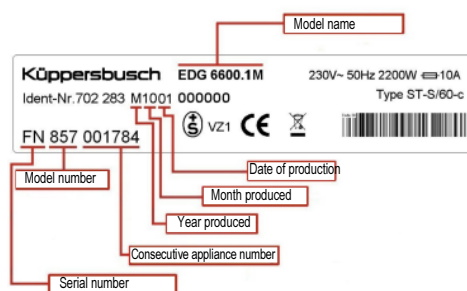 Model name
Küppersbusch EDG 6600.1M 230V~ 50Hz 2200W 10A
Ident-Nr.702 283 M1001 000000 Type ST-S/60-c
S VZ1 CE
FN 857 001784
Date of production
Model number
Month produced
Year produced
Consecutive appliance number
Serial number